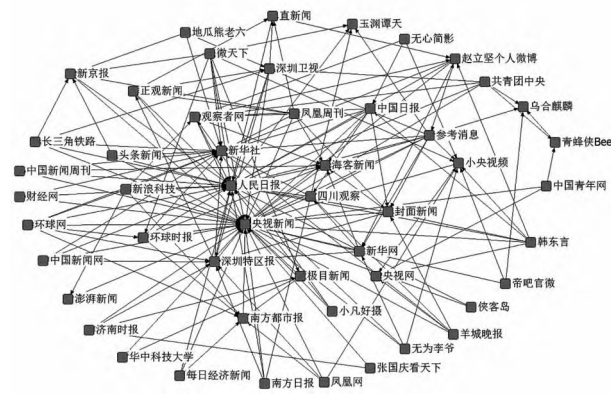 直新闻
玉渊谭天
地瓜熊老六
无心简影
微天下
深圳卫视
赵立坚个人微博
新京报
正观新闻
共青团中央
中国日报
乌合麒麟
观察者网
凤凰周刊
参考消息
长三角铁路
新华社
青蜂侠Bee
头条新闻
海客新闻
小央视频
中国新闻周刊
人民日报
新浪科技
中国青年网
财经网
四川观察
封面新闻
环球网
央视新闻
环球时报
韩东言
新华网
中国新闻网
深圳特区报
极目新闻
央视网
帝吧官微
澎湃新闻
小凡好摄
侠客岛
南方都市报
济南时报
羊城晚报
无为李爷
华中科技大学
张国庆看天下
每日经济新闻
南方日报
凤凰网